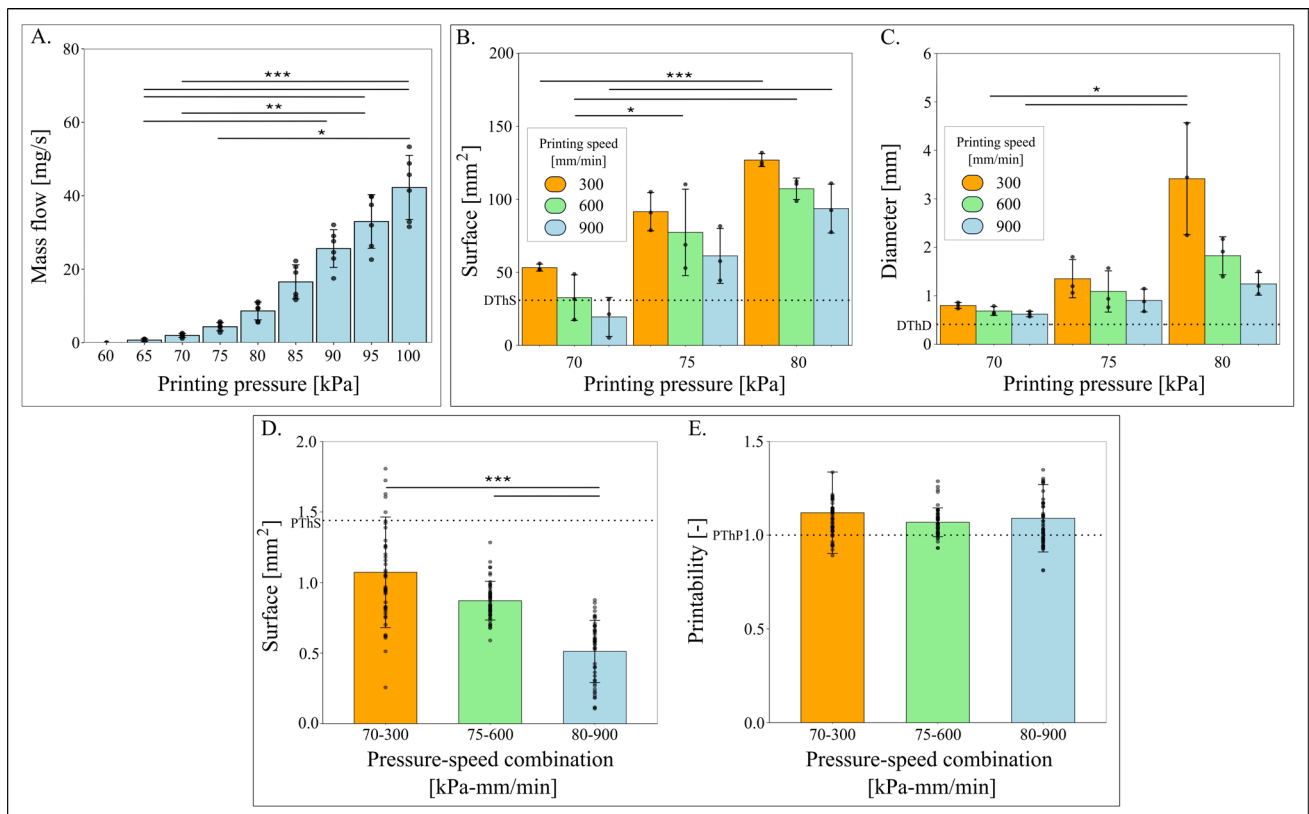 A.
80
60
40
20
0
Mass flow [mg/s]
***
**
*
60 65 70 75 80 85 90 95 100
Printing pressure [kPa]
B.
200
150
100
50
0
Surface [mm²]
DThS
***
*
Printing speed
[mm/min]
300
600
900
70 75 80
Printing pressure [kPa]
C.
6
5
4
3
2
1
0
Diameter [mm]
DThD
*
Printing speed
[mm/min]
300
600
900
70 75 80
Printing pressure [kPa]
D.
2.0
1.5
1.0
0.5
0.0
Surface [mm²]
PThS
***
70-300 75-600 80-900
Pressure-speed combination
[kPa-mm/min]
E.
1.5
1.0
0.5
0.0
Printability [-]
PThP
70-300 75-600 80-900
Pressure-speed combination
[kPa-mm/min]